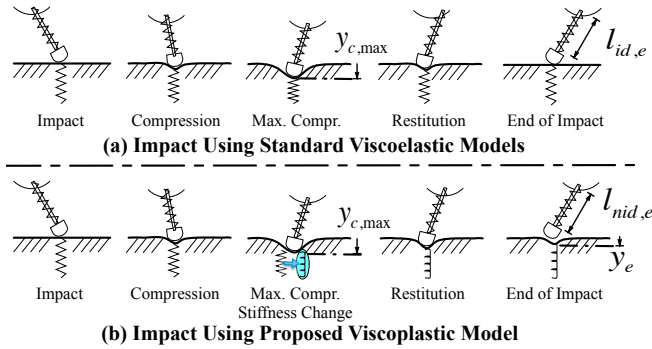 y_{c,max}
l_{id,e}
Impact Compression Max. Compr. Restitution End of Impact
(a) Impact Using Standard Viscoelastic Models
y_{c,max}
l_{nid,e}
y_e
Impact Compression Max. Compr. Restitution End of Impact
Stiffness Change
(b) Impact Using Proposed Viscoplastic Model